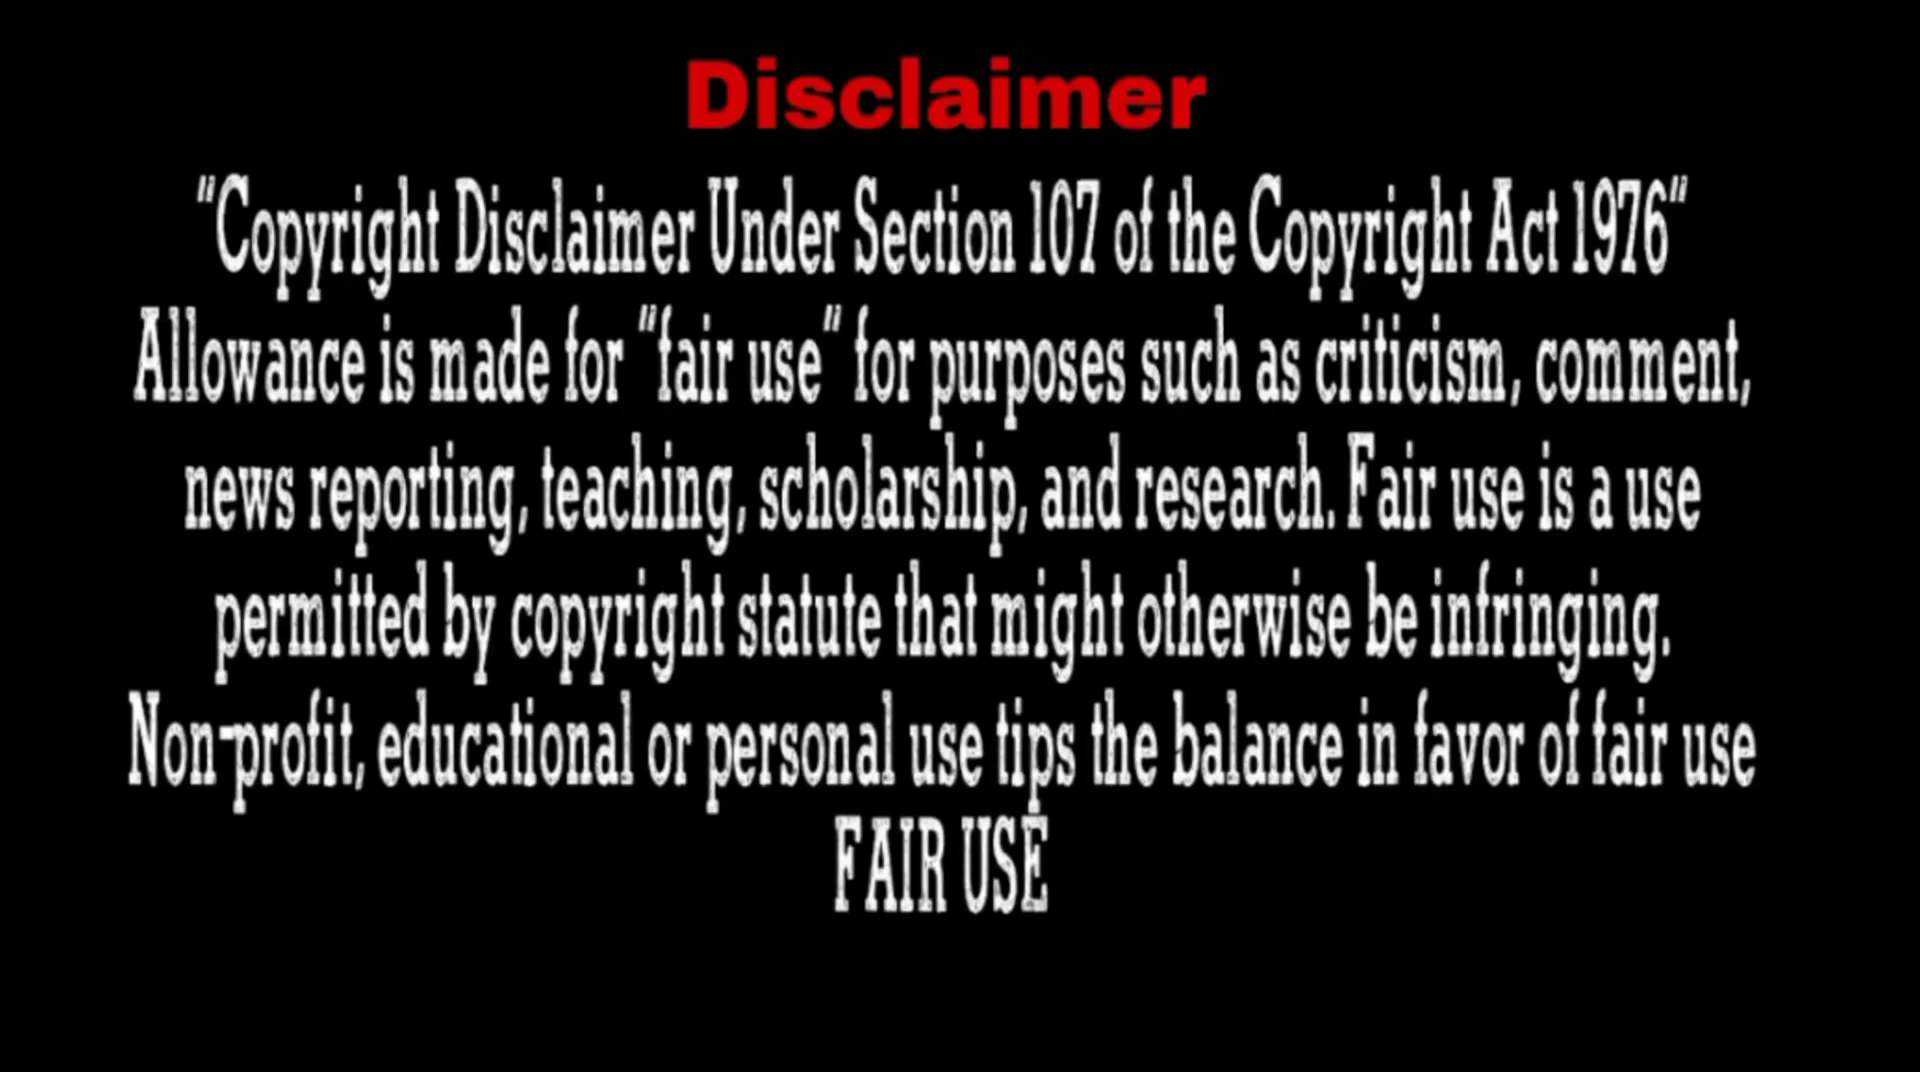 Disclaimer
"Copyright Disclaimer Under Section 107 of the Copyright Act 1976"
Allowance is made for "fair use" for purposes such as criticism, comment,
news reporting, teaching, scholarship, and research. Fair use is a use
permitted by copyright statute that might otherwise be infringing.
Non-profit, educational or personal use tips the balance in favor of fair use
FAIR USE